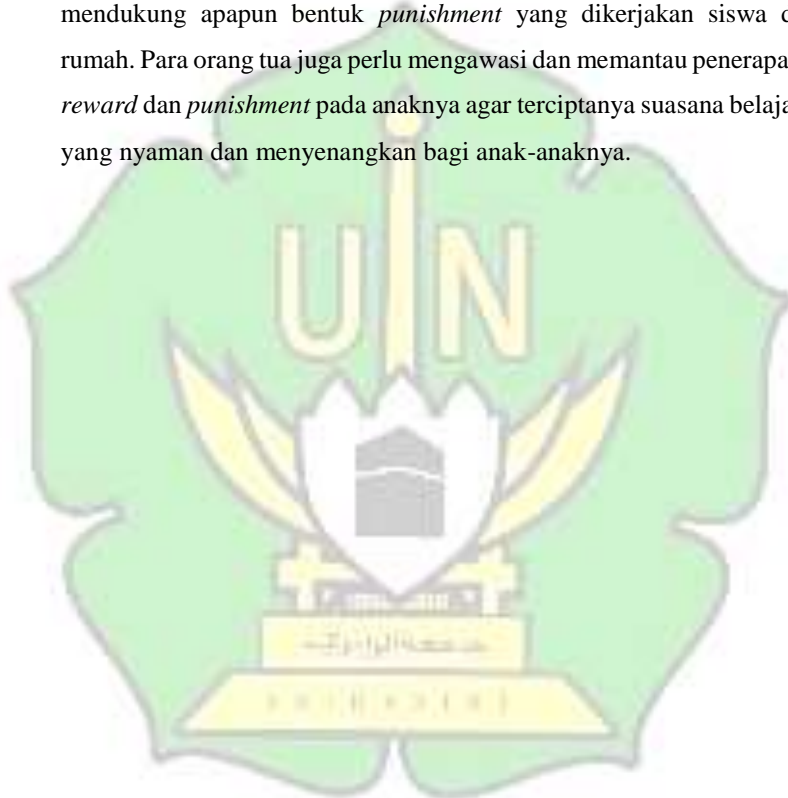 mendukung apapun bentuk punishment yang dikerjakan siswa d
rumah. Para orang tua juga perlu mengawasi dan memantau penerapa
reward dan punishment pada anaknya agar terciptanya suasana belaja
yang nyaman dan menyenangkan bagi anak-anaknya.
UIN